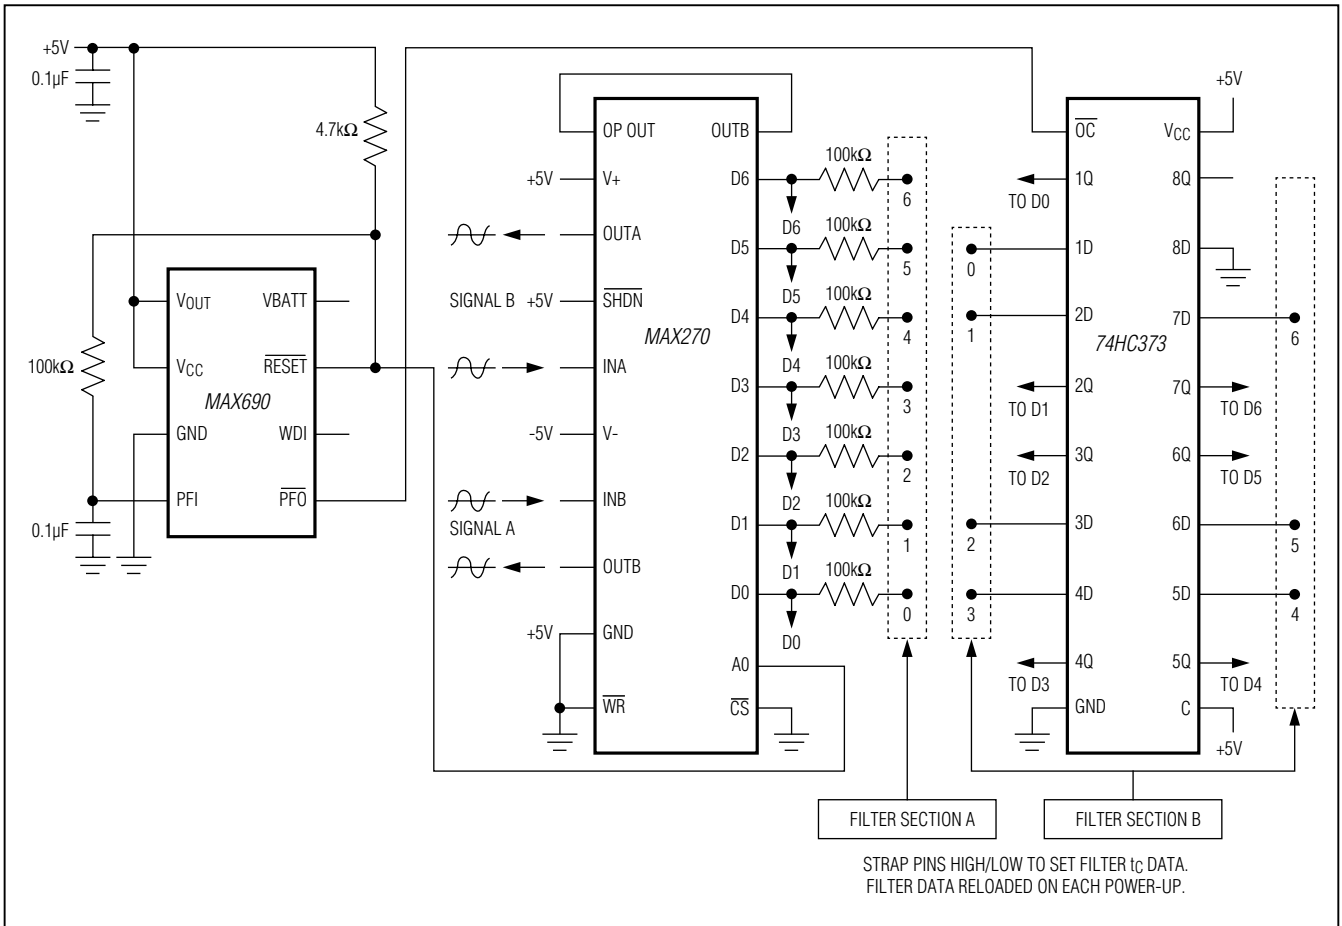 +5V
0.1µF
4.7kΩ
100kΩ
0.1µF
VOUT
VBATT
VCC
RESET
MAX690
GND
WDI
PFI
PFO
OP OUT
OUTB
+5V
V+
D6
OUTA
D5
SIGNAL B
+5V
SHDN
D4
MAX270
INA
D3
-5V
V-
D2
INB
SIGNAL A
D1
OUTB
D0
+5V
GND
A0
WR
CS
100kΩ
6
D6
100kΩ
5
D5
100kΩ
4
D4
100kΩ
3
D3
100kΩ
2
D2
100kΩ
1
D1
100kΩ
0
D0
+5V
OC
VCC
1Q
8Q
TO D0
0
1D
8D
1
2D
7D
6
74HC373
2Q
7Q
TO D1
TO D6
3Q
6Q
TO D2
TO D5
2
3D
6D
5
3
4D
5D
4
4Q
5Q
TO D3
TO D4
GND
C
+5V
FILTER SECTION A
FILTER SECTION B
STRAP PINS HIGH/LOW TO SET FILTER tC DATA.
FILTER DATA RELOADED ON EACH POWER-UP.